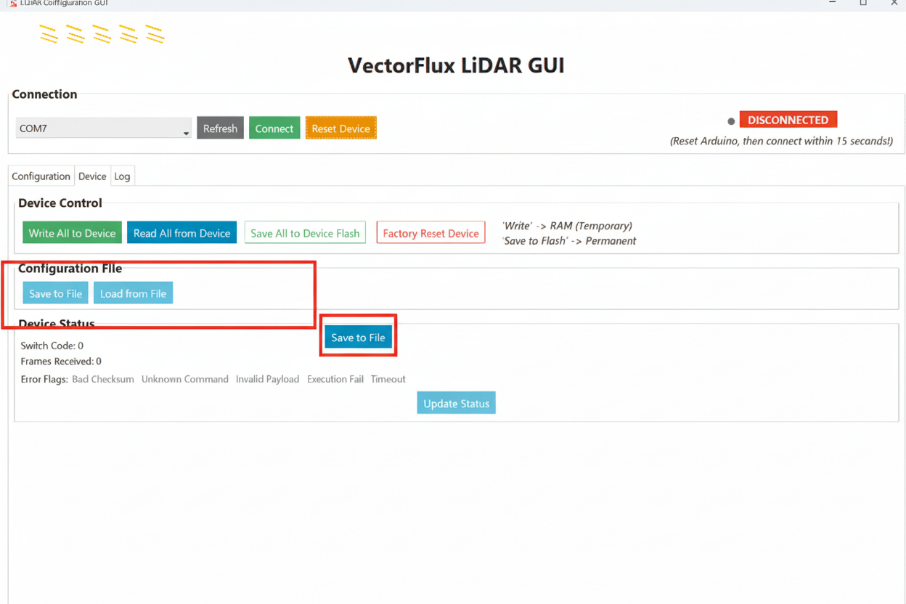 LiDAR Coiffiguration GUI
VectorFlux LiDAR GUI
Connection
COM7
Refresh
Connect
Reset Device
DISCONNECTED
(Reset Arduino, then connect within 15 seconds!)
Configuration Device Log
Device Control
Write All to Device
Read All from Device
Save All to Device Flash
Factory Reset Device
'Write' -> RAM (Temporary)
'Save to Flash' -> Permanent
Configuration File
Save to File
Load from File
Device Status
Save to File
Switch Code: 0
Frames Received: 0
Error Flags: Bad Checksum Unknown Command Invalid Payload Execution Fail Timeout
Update Status